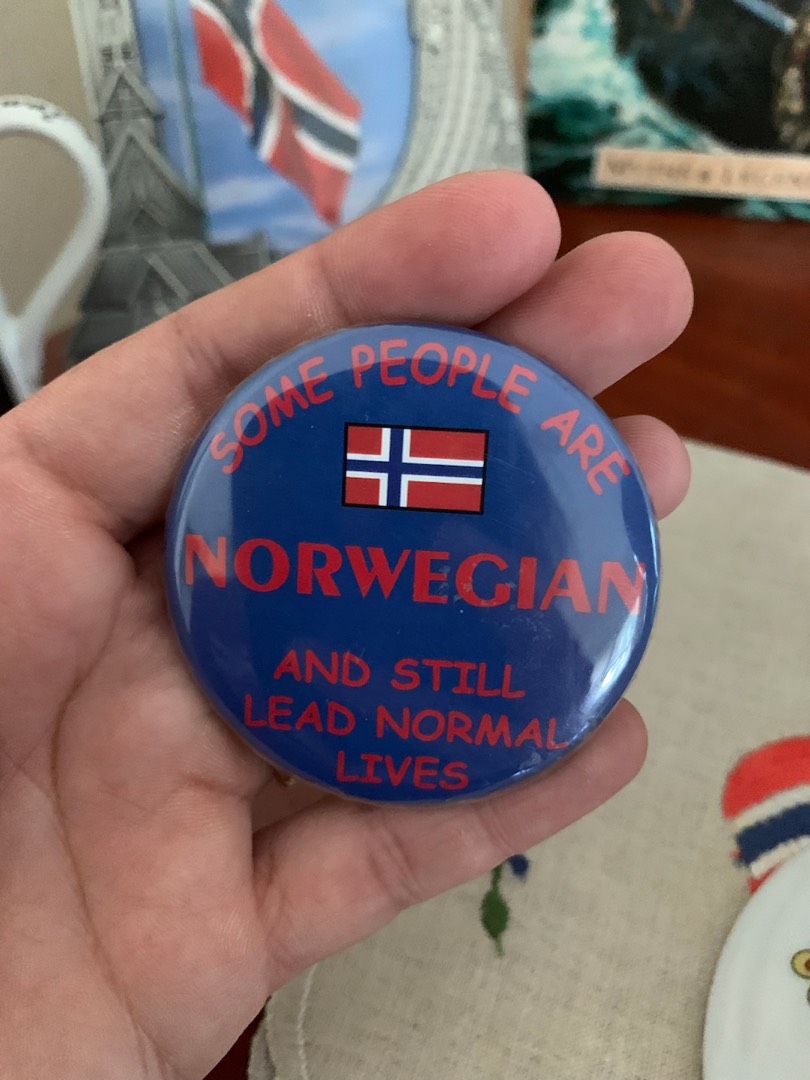 SOME PEOPLE ARE
NORWEGIAN
AND STILL
LEAD NORMAL
LIVES